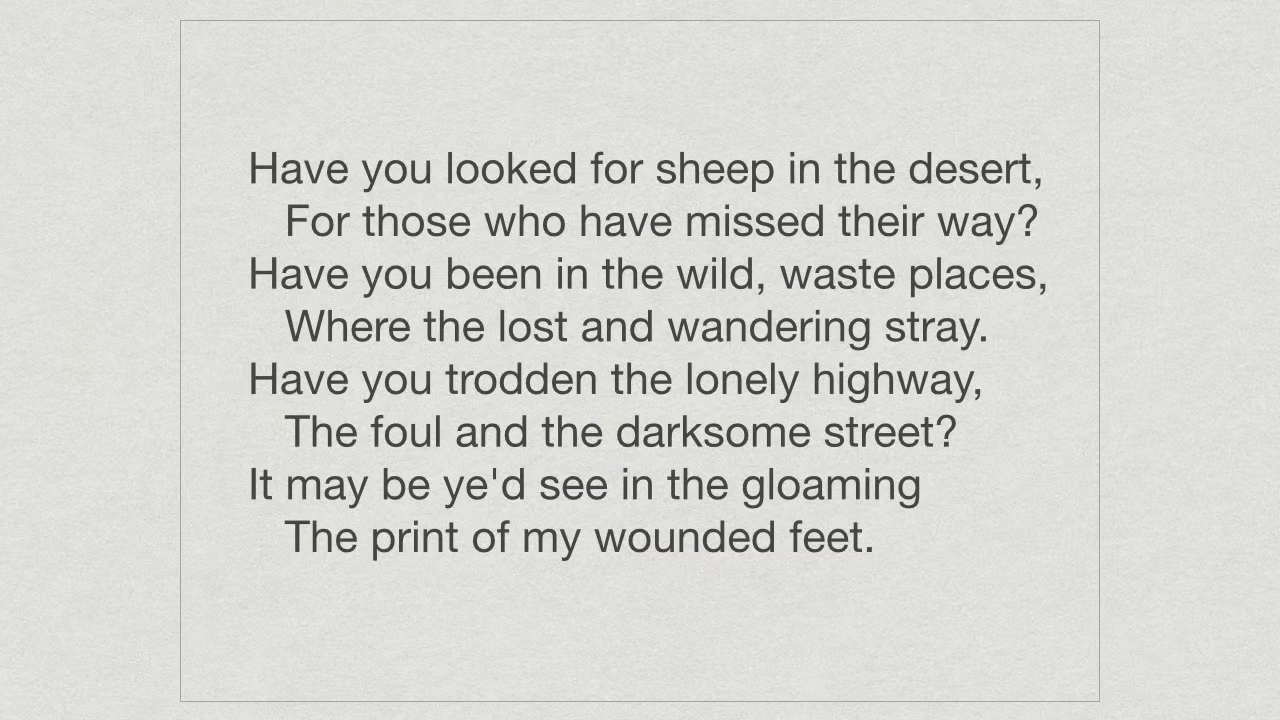 Have you looked for sheep in the desert,
For those who have missed their way?
Have you been in the wild, waste places,
Where the lost and wandering stray.
Have you trodden the lonely highway,
The foul and the darksome street?
It may be ye'd see in the gloaming
The print of my wounded feet.